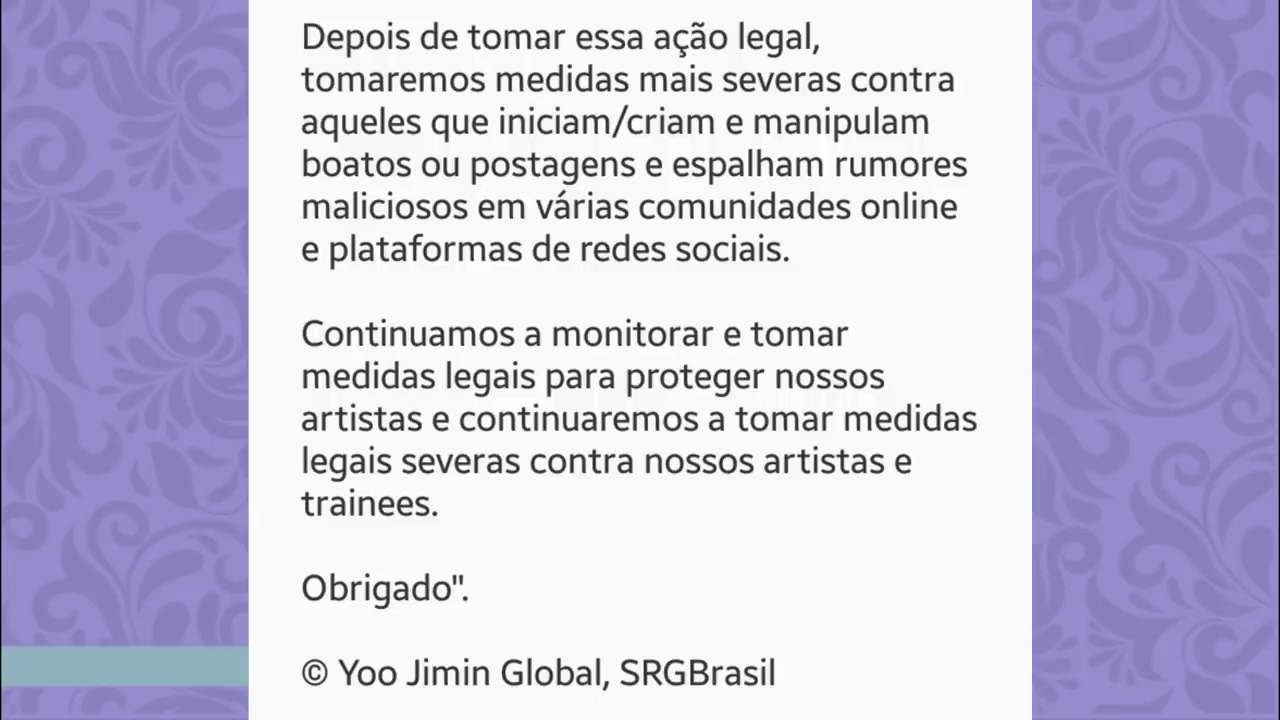 Depois de tomar essa ação legal,
tomaremos medidas mais severas contra
aqueles que iniciam/criam e manipulam
boatos ou postagens e espalham rumores
maliciosos em várias comunidades online
e plataformas de redes sociais.
Continuamos a monitorar e tomar
medidas legais para proteger nossos
artistas e continuaremos a tomar medidas
legais severas contra nossos artistas e
trainees.
Obrigado".
© Yoo Jimin Global, SRGBrasil